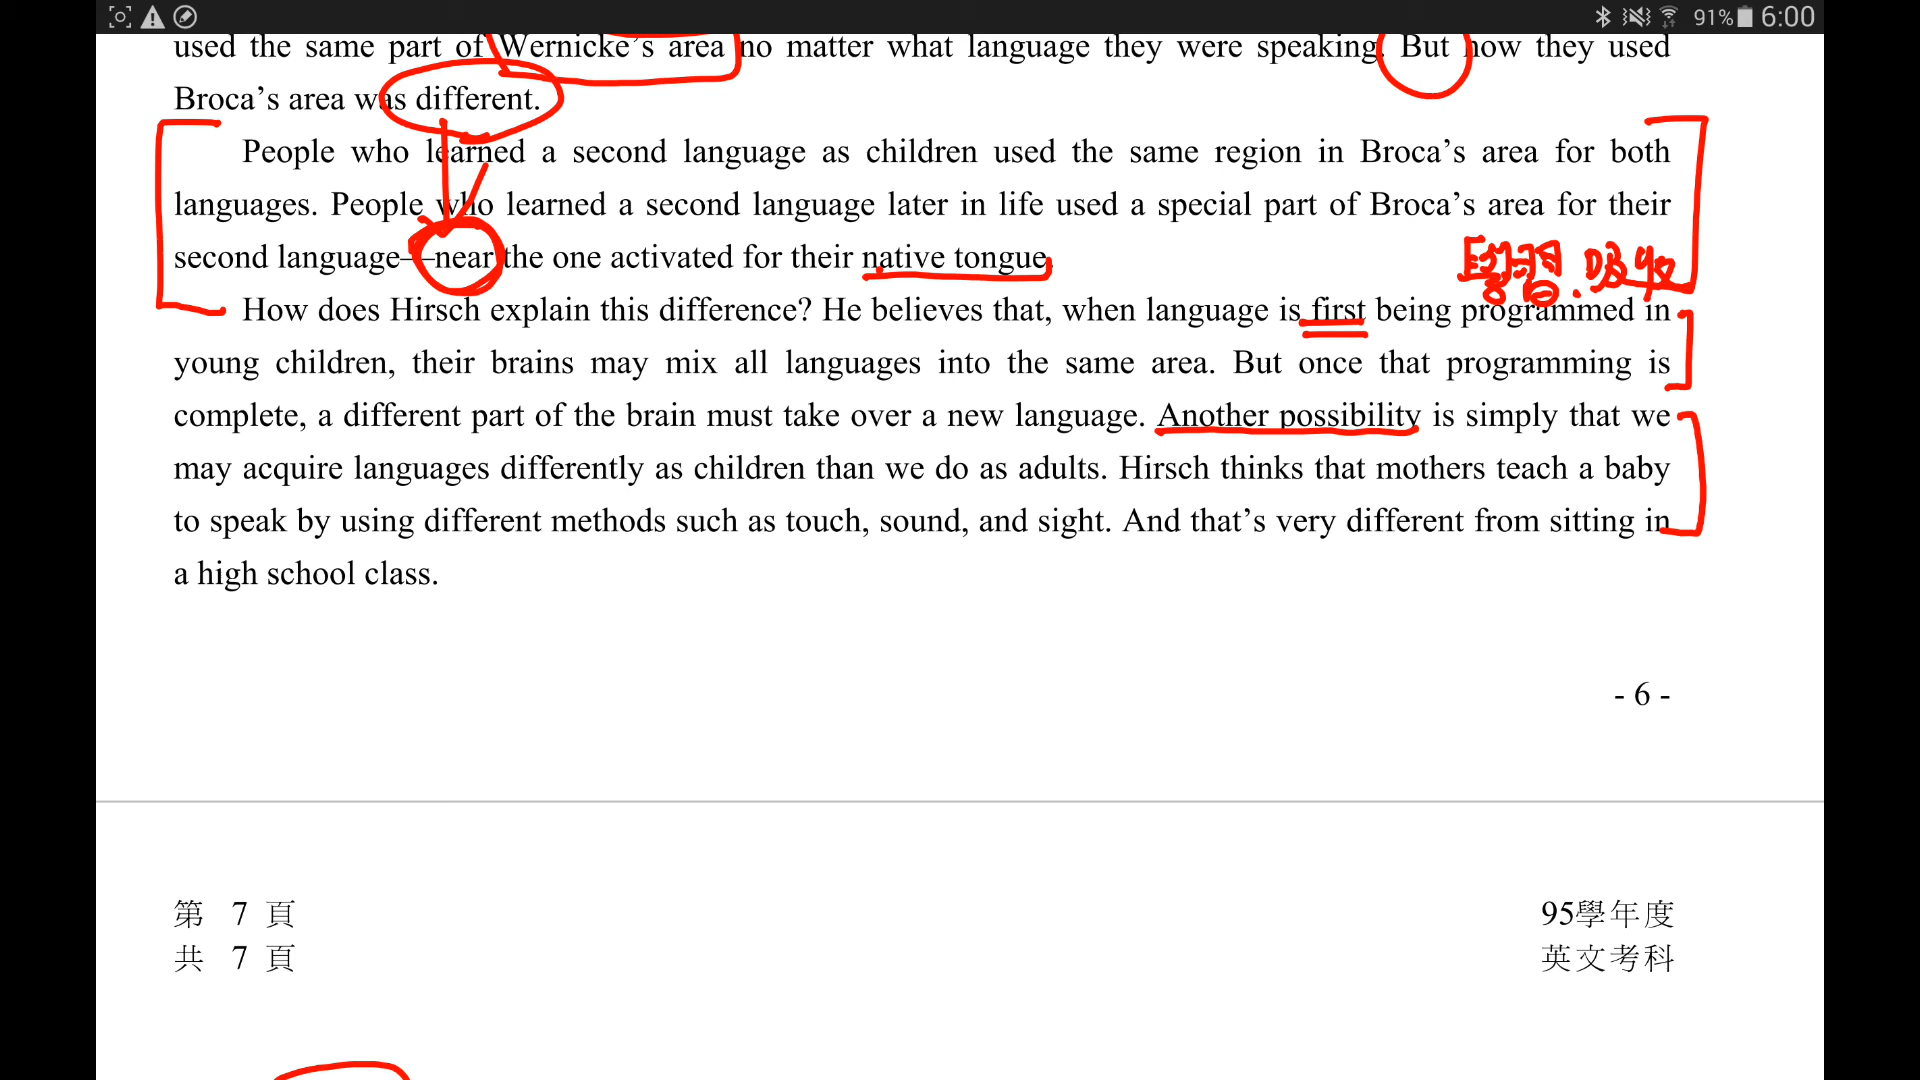 91% 6:00
used the same part of Wernicke's area no matter what language they were speaking. But how they used
Broca's area was different.
People who learned a second language as children used the same region in Broca's area for both
languages. People who learned a second language later in life used a special part of Broca's area for their
second language—near the one activated for their native tongue.
吸收
How does Hirsch explain this difference? He believes that, when language is first being programmed in
young children, their brains may mix all languages into the same area. But once that programming is
complete, a different part of the brain must take over a new language. Another possibility is simply that we
may acquire languages differently as children than we do as adults. Hirsch thinks that mothers teach a baby
to speak by using different methods such as touch, sound, and sight. And that's very different from sitting in
a high school class.
- 6 -
第 7 頁 95學年度
共 7 頁 英文考科